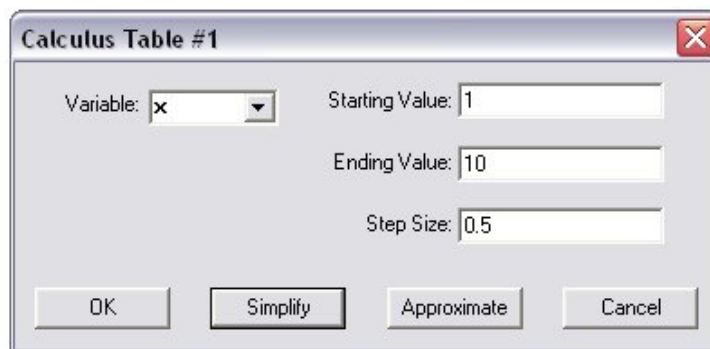 Calculus Table #1
Variable: x
Starting Value: 1
Ending Value: 10
Step Size: 0.5
OK Simplify Approximate Cancel